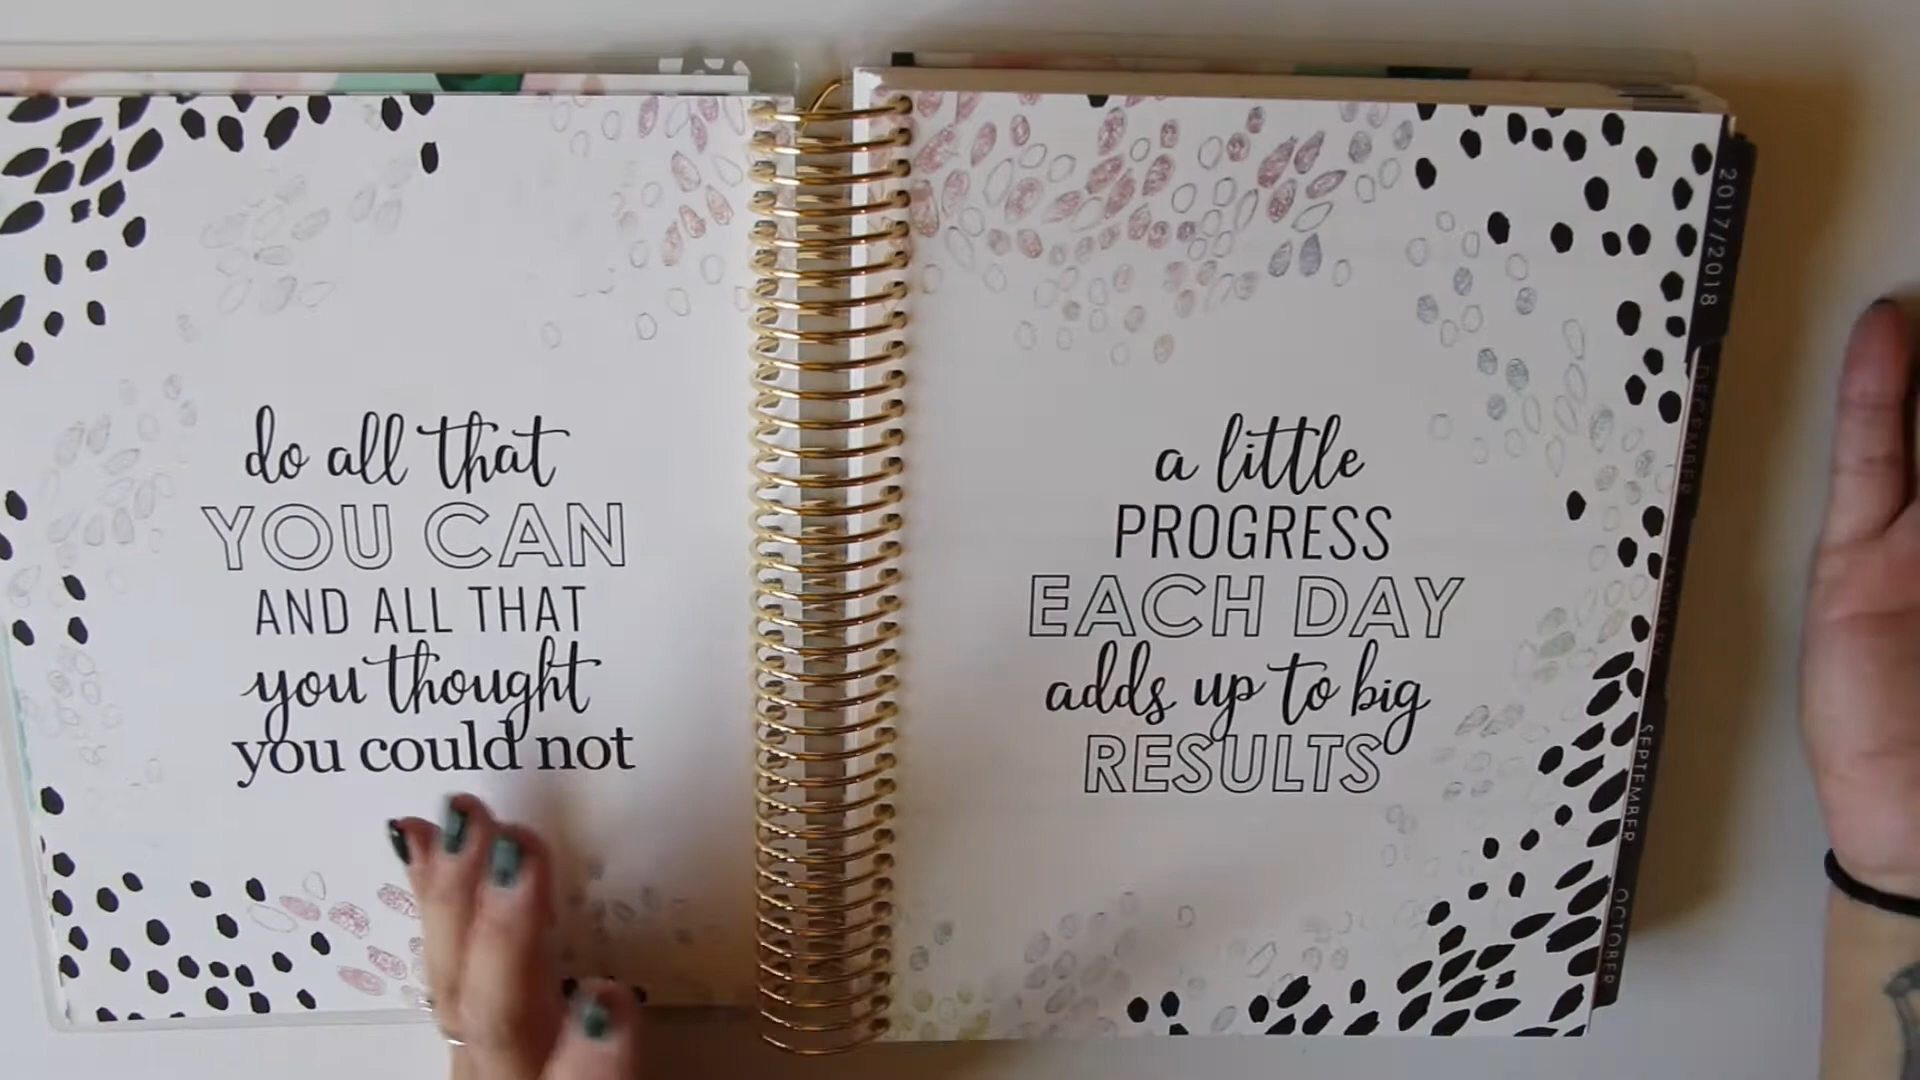 do all that
YOU CAN
AND ALL THAT
you thought
you could not
a little
PROGRESS
EACH DAY
adds up to big
RESULTS
2017/2018
DECEMBER
JANUARY
SEPTEMBER
OCTOBER